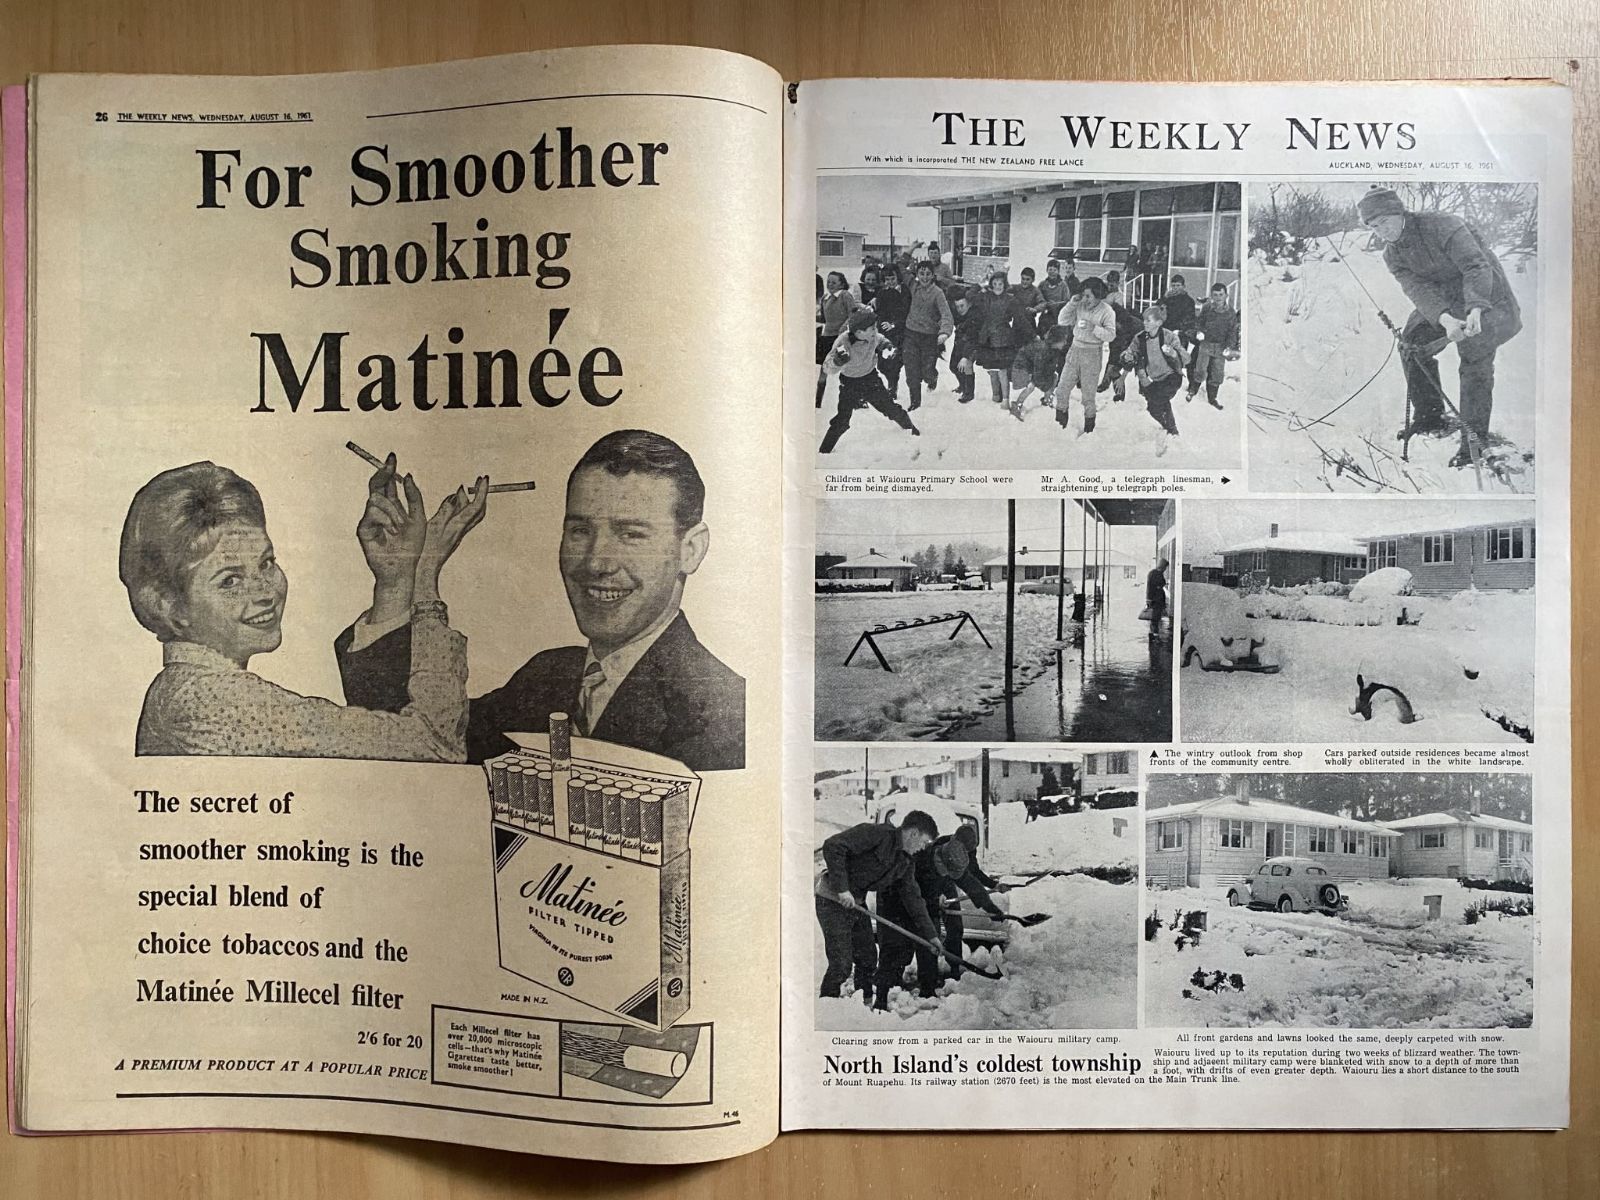 26 THE WEEKLY NEWS, WEDNESDAY, AUGUST 16, 1961
For Smoother
Smoking
Matinée
The secret of
smoother smoking is the
special blend of
choice tobaccos and the
Matinée Millecel filter
2'6 for 20
A PREMIUM PRODUCT AT A POPULAR PRICE
Matinée
FILTER TIPPED
VIRGINIA IN ITS PUREST FORM
Matinée
MADE IN N.Z.
Each Millecel filter has
over 20,000 microscopic
cells—that's why Matinée
Cigarettes taste better,
smoke smoother!
M.46
THE WEEKLY NEWS
With which is incorporated THE NEW ZEALAND FREE LANCE
AUCKLAND, WEDNESDAY, AUGUST 16, 1961
Children at Waiouru Primary School were
far from being dismayed.
Mr A. Good, a telegraph linesman,
straightening up telegraph poles.
▲ The wintry outlook from shop
fronts of the community centre.
Cars parked outside residences became almost
wholly obliterated in the white landscape.
Clearing snow from a parked car in the Waiouru military camp.
All front gardens and lawns looked the same, deeply carpeted with snow.
North Island's coldest township
Waiouru lived up to its reputation during two weeks of blizzard weather. The town-
ship and adjacent military camp were blanketed with snow to a depth of more than
a foot, with drifts of even greater depth. Waiouru lies a short distance to the south
of Mount Ruapehu. Its railway station (2670 feet) is the most elevated on the Main Trunk line.